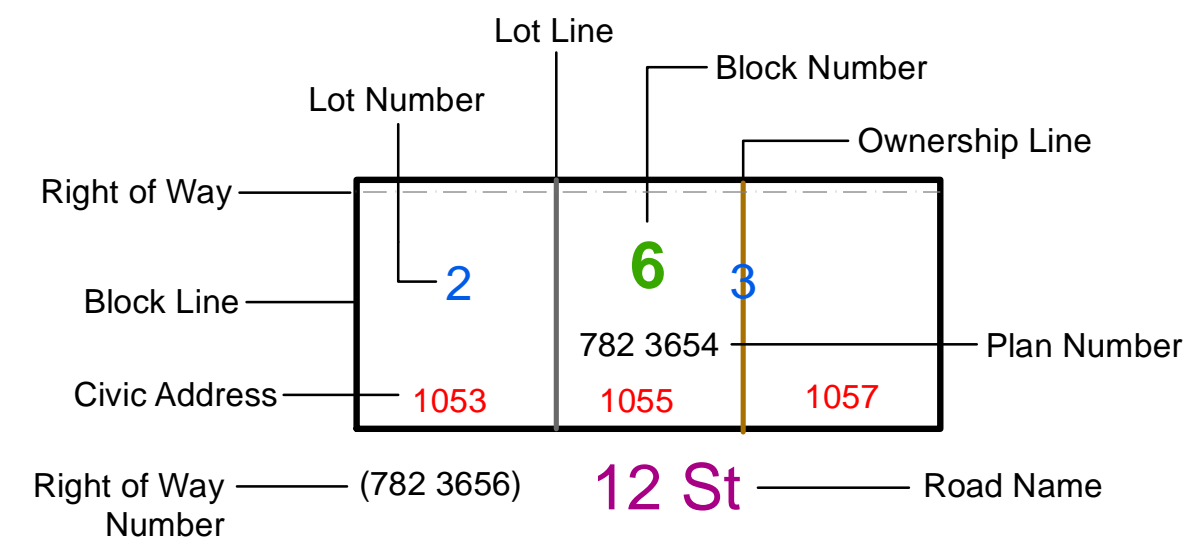 Lot Line
Block Number
Lot Number
Ownership Line
Right of Way
6
2
3
Block Line
782 3654
Plan Number
Civic Address
1053
1055
1057
Right of Way
Number
(782 3656)
12 St
Road Name